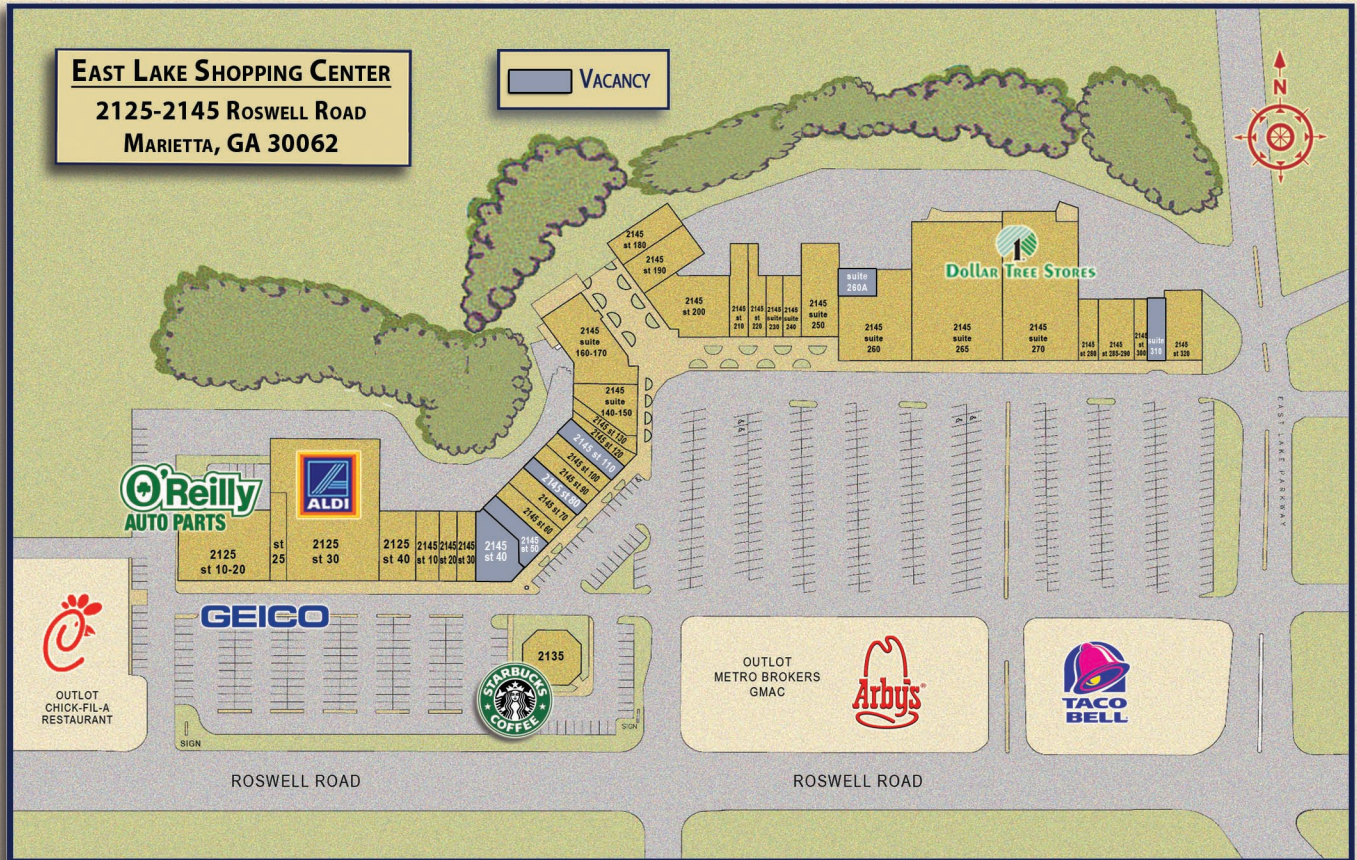 EAST LAKE SHOPPING CENTER
2125-2145 ROSWELL ROAD
MARIETTA, GA 30062
VACANCY
N
2145
st 180
2145
st 190
2145
st 200
2145
st
210
2145
st
220
2145
suite
230
2145
suite
240
2145
suite
250
suite
260A
2145
suite
260
2145
suite
265
1
DOLLAR TREE STORES
2145
suite
270
2145
st 280
2145
st 285-290
2145
st
300
suite
310
2145
st 320
2145
suite
160-170
2145
suite
140-150
2145 st 130
2145 st 120
2145 st 110
2145 st 100
2145 st 90
2145 st 80
2145 st 70
2145 st 60
2145
st 50
2145
st 40
2145
st 30
2145
st 20
2145
st 10
2125
st 40
ALDI
2125
st 30
st
25
O'Reilly
AUTO PARTS
2125
st 10-20
EAST LAKE PARKWAY
GEICO
OUTLOT
CHICK-FIL-A
RESTAURANT
SIGN
2135
STARBUCKS
COFFEE
SIGN
OUTLOT
METRO BROKERS
GMAC
Arby's®
TACO
BELL
ROSWELL ROAD
ROSWELL ROAD